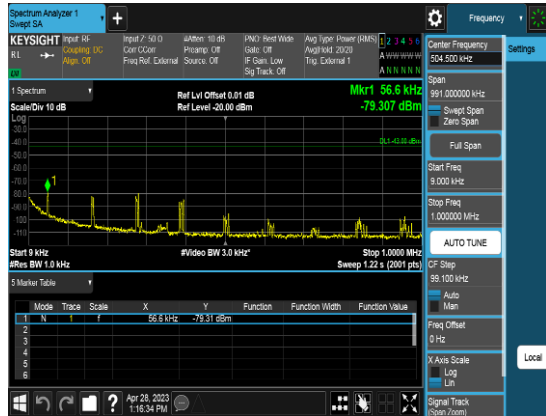 Spectrum Analyzer 1
Swept SA
+
Frequency
KEYSIGHT
RL
Input: RF
Coupling: DC
Align: Off
Input Z: 50 Ω
Corr CCorr
Freq Ref: External
#Atten: 10 dB
Preamp: Off
Source: Off
PNO: Best Wide
Gate: Off
IF Gain: Low
Sig Track: Off
Avg Type: Power (RMS)
Avg|Hold: 20/20
Trig: External 1
1 2 3 4 5 6
A W W W W W
A N N N N N
1 Spectrum
Scale/Div 10 dB
Ref Lvl Offset 0.01 dB
Ref Level -20.00 dBm
Mkr1 56.6 kHz
-79.307 dBm
Log
-30.0
-40.0
-50.0
-60.0
-70.0
-80.0
-90.0
-100
-110
DL1 -43.00 dBm
1
Start 9 kHz
#Res BW 1.0 kHz
#Video BW 3.0 kHz*
Stop 1.0000 MHz
Sweep 1.22 s (2001 pts)
5 Marker Table
Mode Trace Scale X Y Function Function Width Function Value
1 N 1 f 56.6 kHz -79.31 dBm
2
3
4
5
6
? Apr 28, 2023
1:16:34 PM
Center Frequency
504.500 kHz
Settings
Span
991.000000 kHz
Swept Span
Zero Span
Full Span
Start Freq
9.000 kHz
Stop Freq
1.000000 MHz
AUTO TUNE
CF Step
99.100 kHz
Auto
Man
Freq Offset
0 Hz
X Axis Scale
Log
Lin
Local
Signal Track
(Span Zoom)